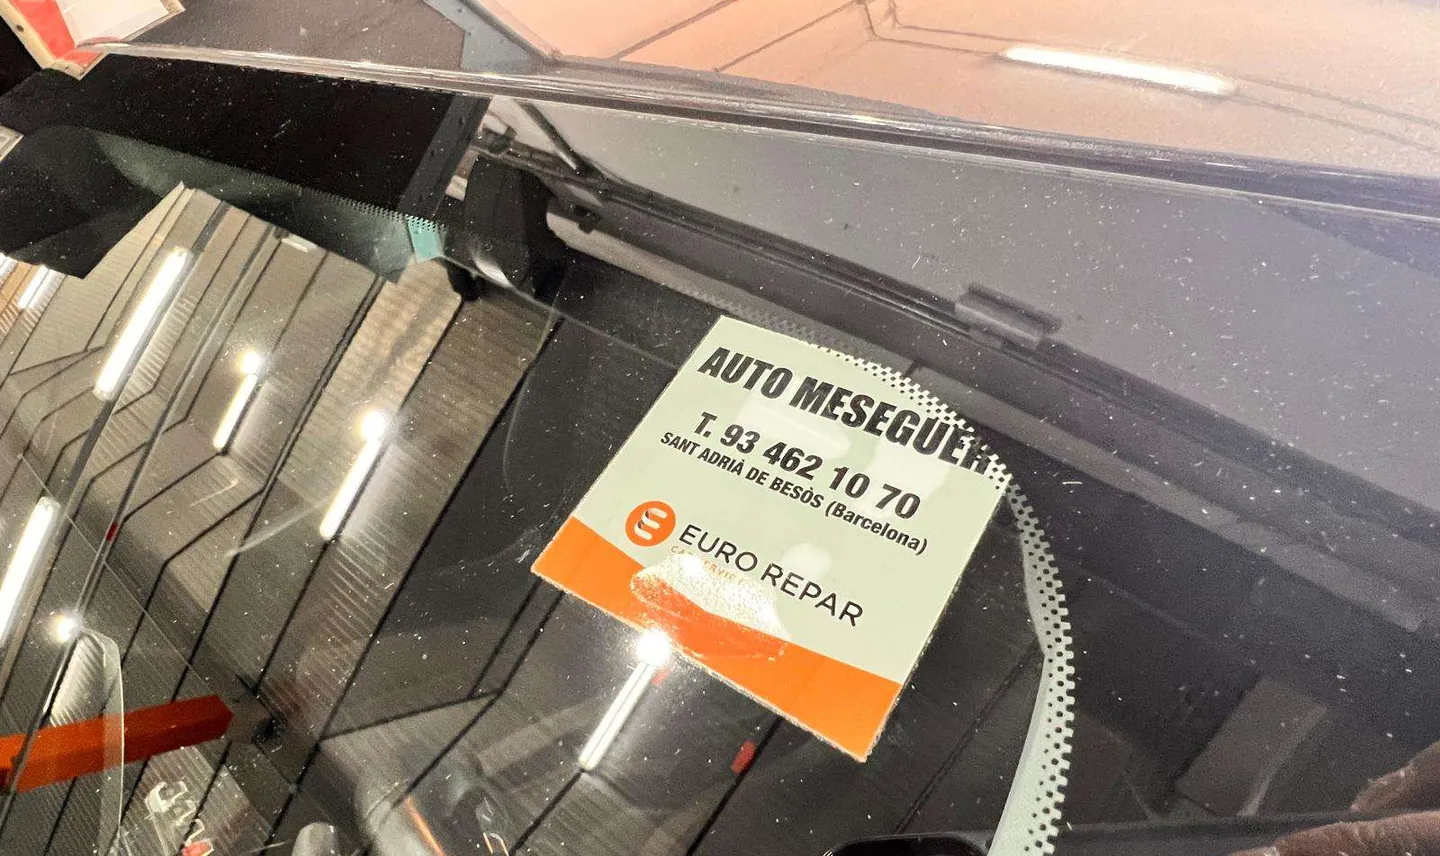 AUTO MESEGUER
T. 93 462 10 70
SANT ADRIÀ DE BESÒS (Barcelona)
EURO REPAR